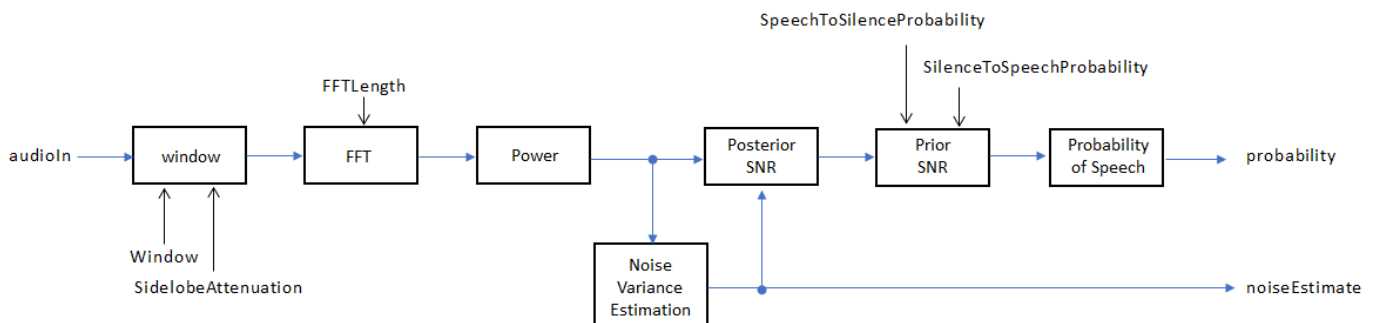 SpeechToSilenceProbability
SilenceToSpeechProbability
FFTLength
audioIn
window
FFT
Power
Posterior
SNR
Prior
SNR
Probability
of Speech
probability
Window
SidelobeAttenuation
Noise
Variance
Estimation
noiseEstimate